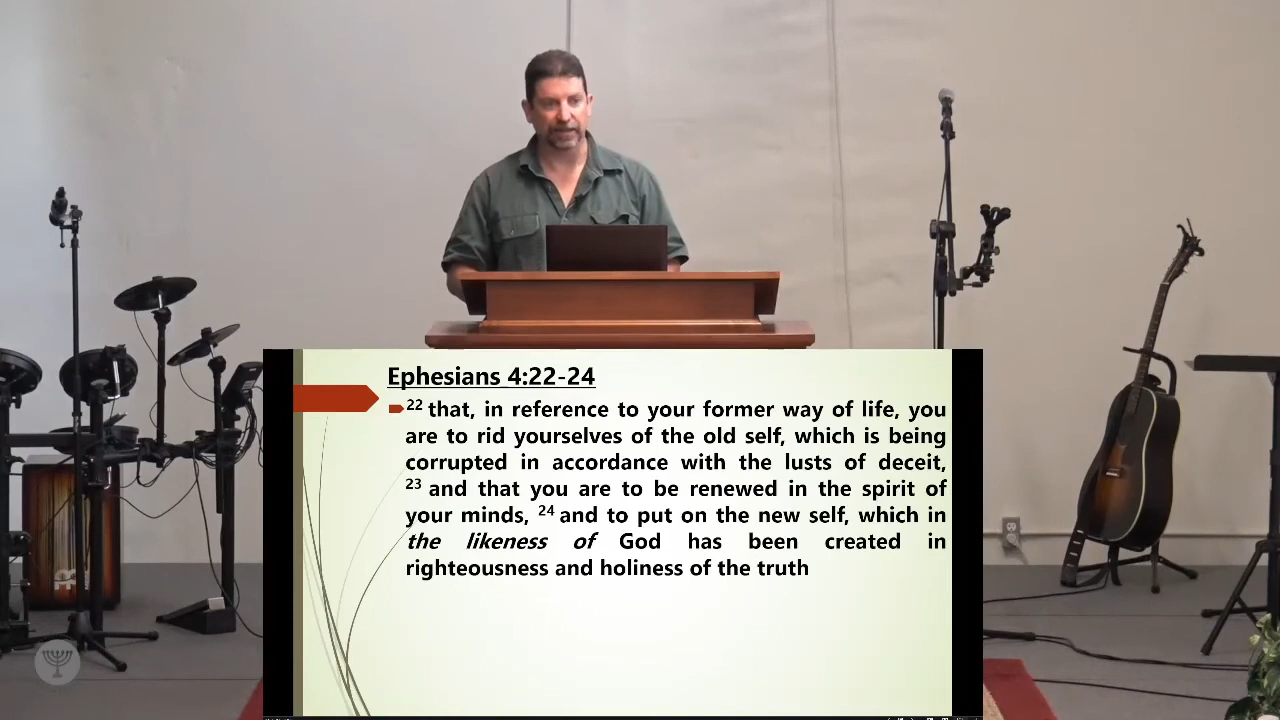 Ephesians 4:22-24
22 that, in reference to your former way of life, you
are to rid yourselves of the old self, which is being
corrupted in accordance with the lusts of deceit,
23 and that you are to be renewed in the spirit of
your minds, 24 and to put on the new self, which in
the likeness of God has been created in
righteousness and holiness of the truth